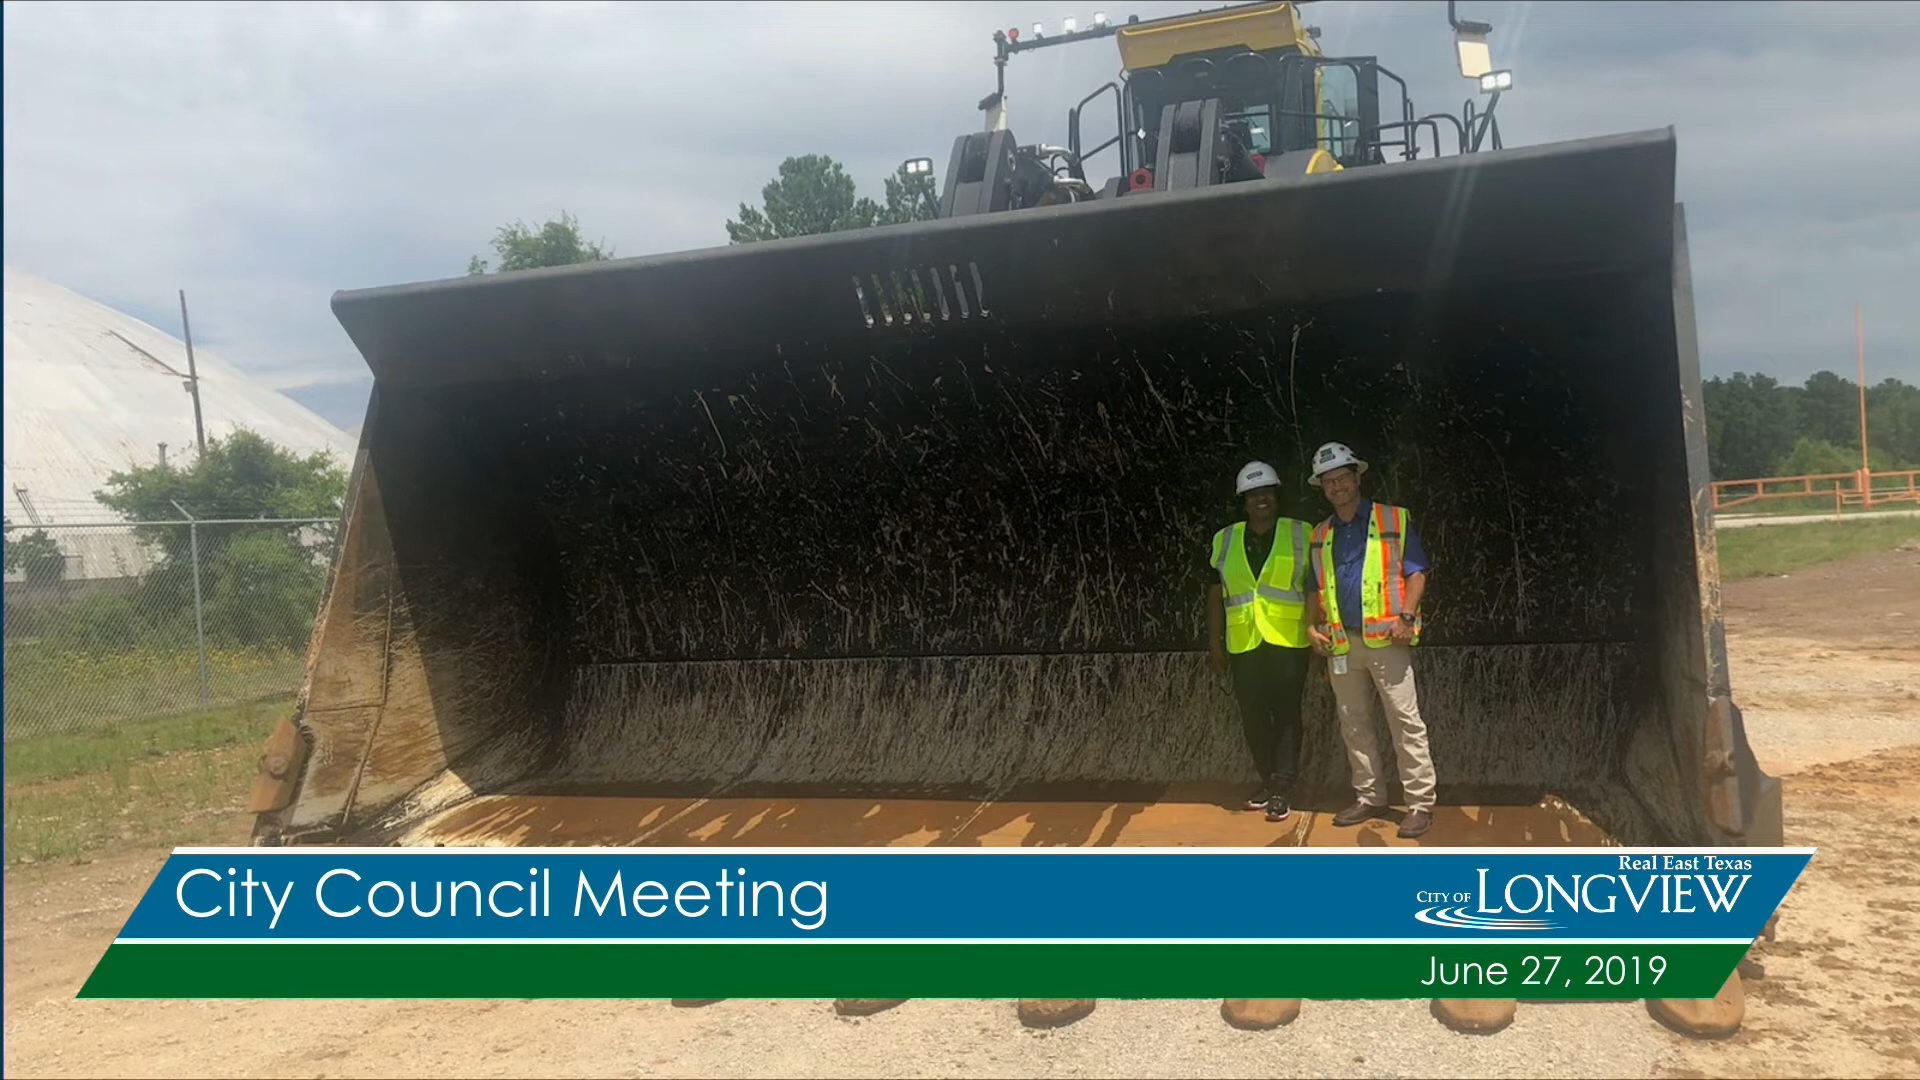 City Council Meeting
Real East Texas
CITY OF LONGVIEW
June 27, 2019